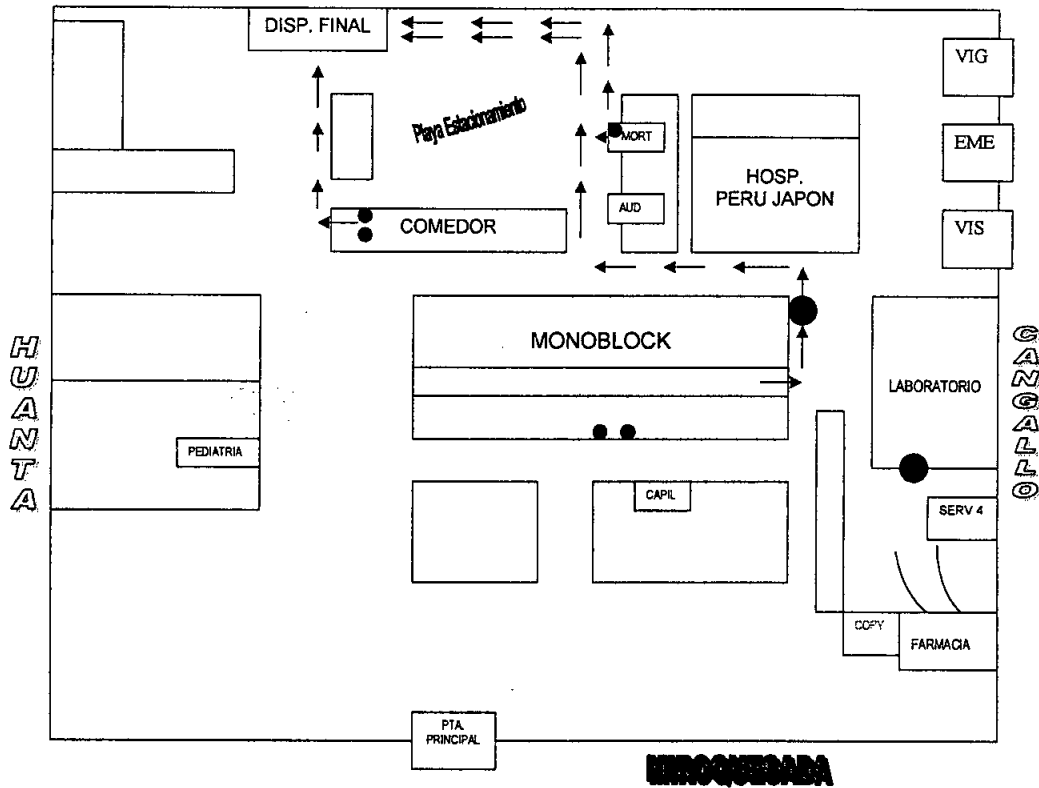 DISP. FINAL
VIG
Playa Estacionamiento
MORT
EME
HOSP.
PERU JAPON
AUD
COMEDOR
VIS
MONOBLOCK
HUANTA
CANGALLO
LABORATORIO
PEDIATRIA
CAPIL
SERV 4
COPY
FARMACIA
PTA.
PRINCIPAL
MIROQUESADA